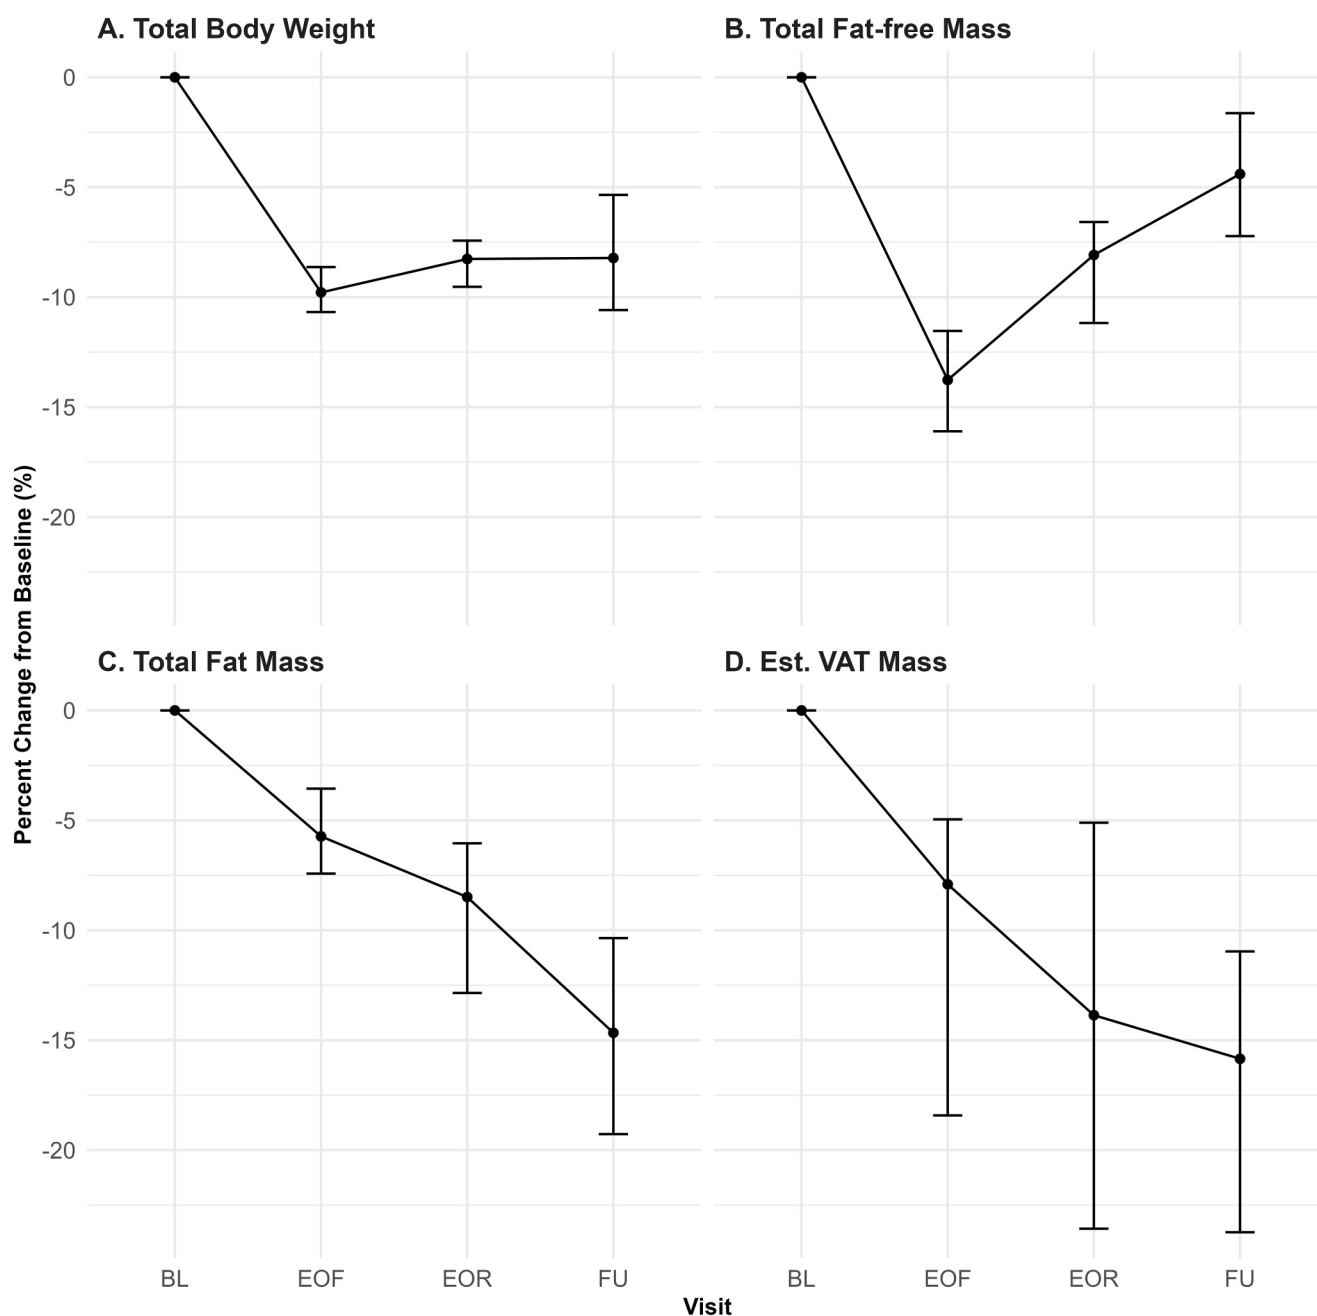 A. Total Body Weight
B. Total Fat-free Mass
0
-5
-10
-15
-20
Percent Change from Baseline (%)
C. Total Fat Mass
D. Est. VAT Mass
0
-5
-10
-15
-20
BL EOF EOR FU
BL EOF EOR FU
Visit